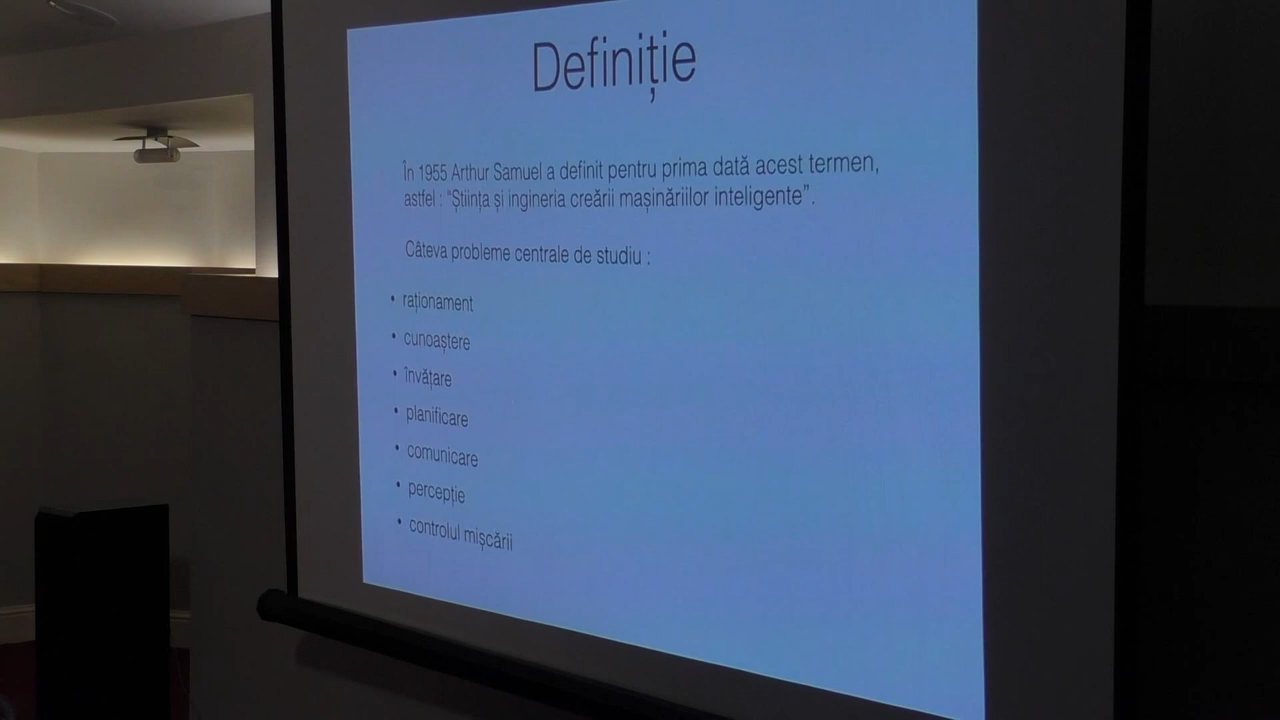 Definiție
În 1955 Arthur Samuel a definit pentru prima dată acest termen,
astfel : “Știința și ingineria creării mașinăriilor inteligente”.
Câteva probleme centrale de studiu :
• raționament
• cunoaștere
• învățare
• planificare
• comunicare
• percepție
• controlul mișcării